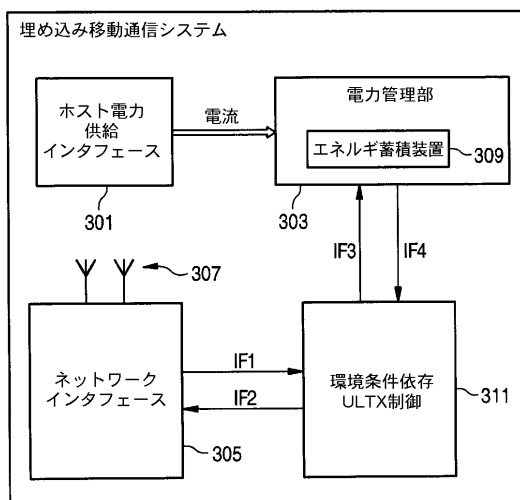 埋め込み移動通信システム
ホスト電力
供給
インタフェース
301
電流
電力管理部
エネルギ蓄積装置
309
303
307
IF3
IF4
ネットワーク
インタフェース
305
IF1
IF2
環境条件依存
ULTX制御
311